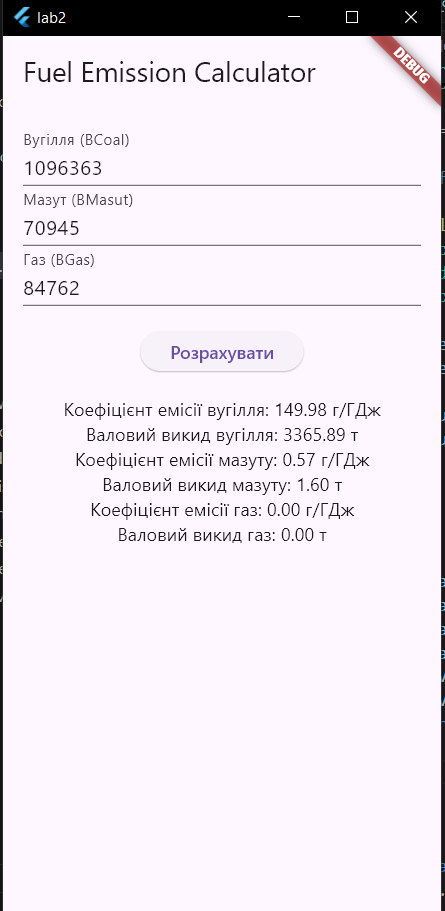 lab2
DEBUG
Fuel Emission Calculator
Вугілля (BCoal)
1096363
Мазут (BMasut)
70945
Газ (BGas)
84762
Розрахувати
Коефіцієнт емісії вугілля: 149.98 г/ГДж
Валовий викид вугілля: 3365.89 т
Коефіцієнт емісії мазуту: 0.57 г/ГДж
Валовий викид мазуту: 1.60 т
Коефіцієнт емісії газ: 0.00 г/ГДж
Валовий викид газ: 0.00 т